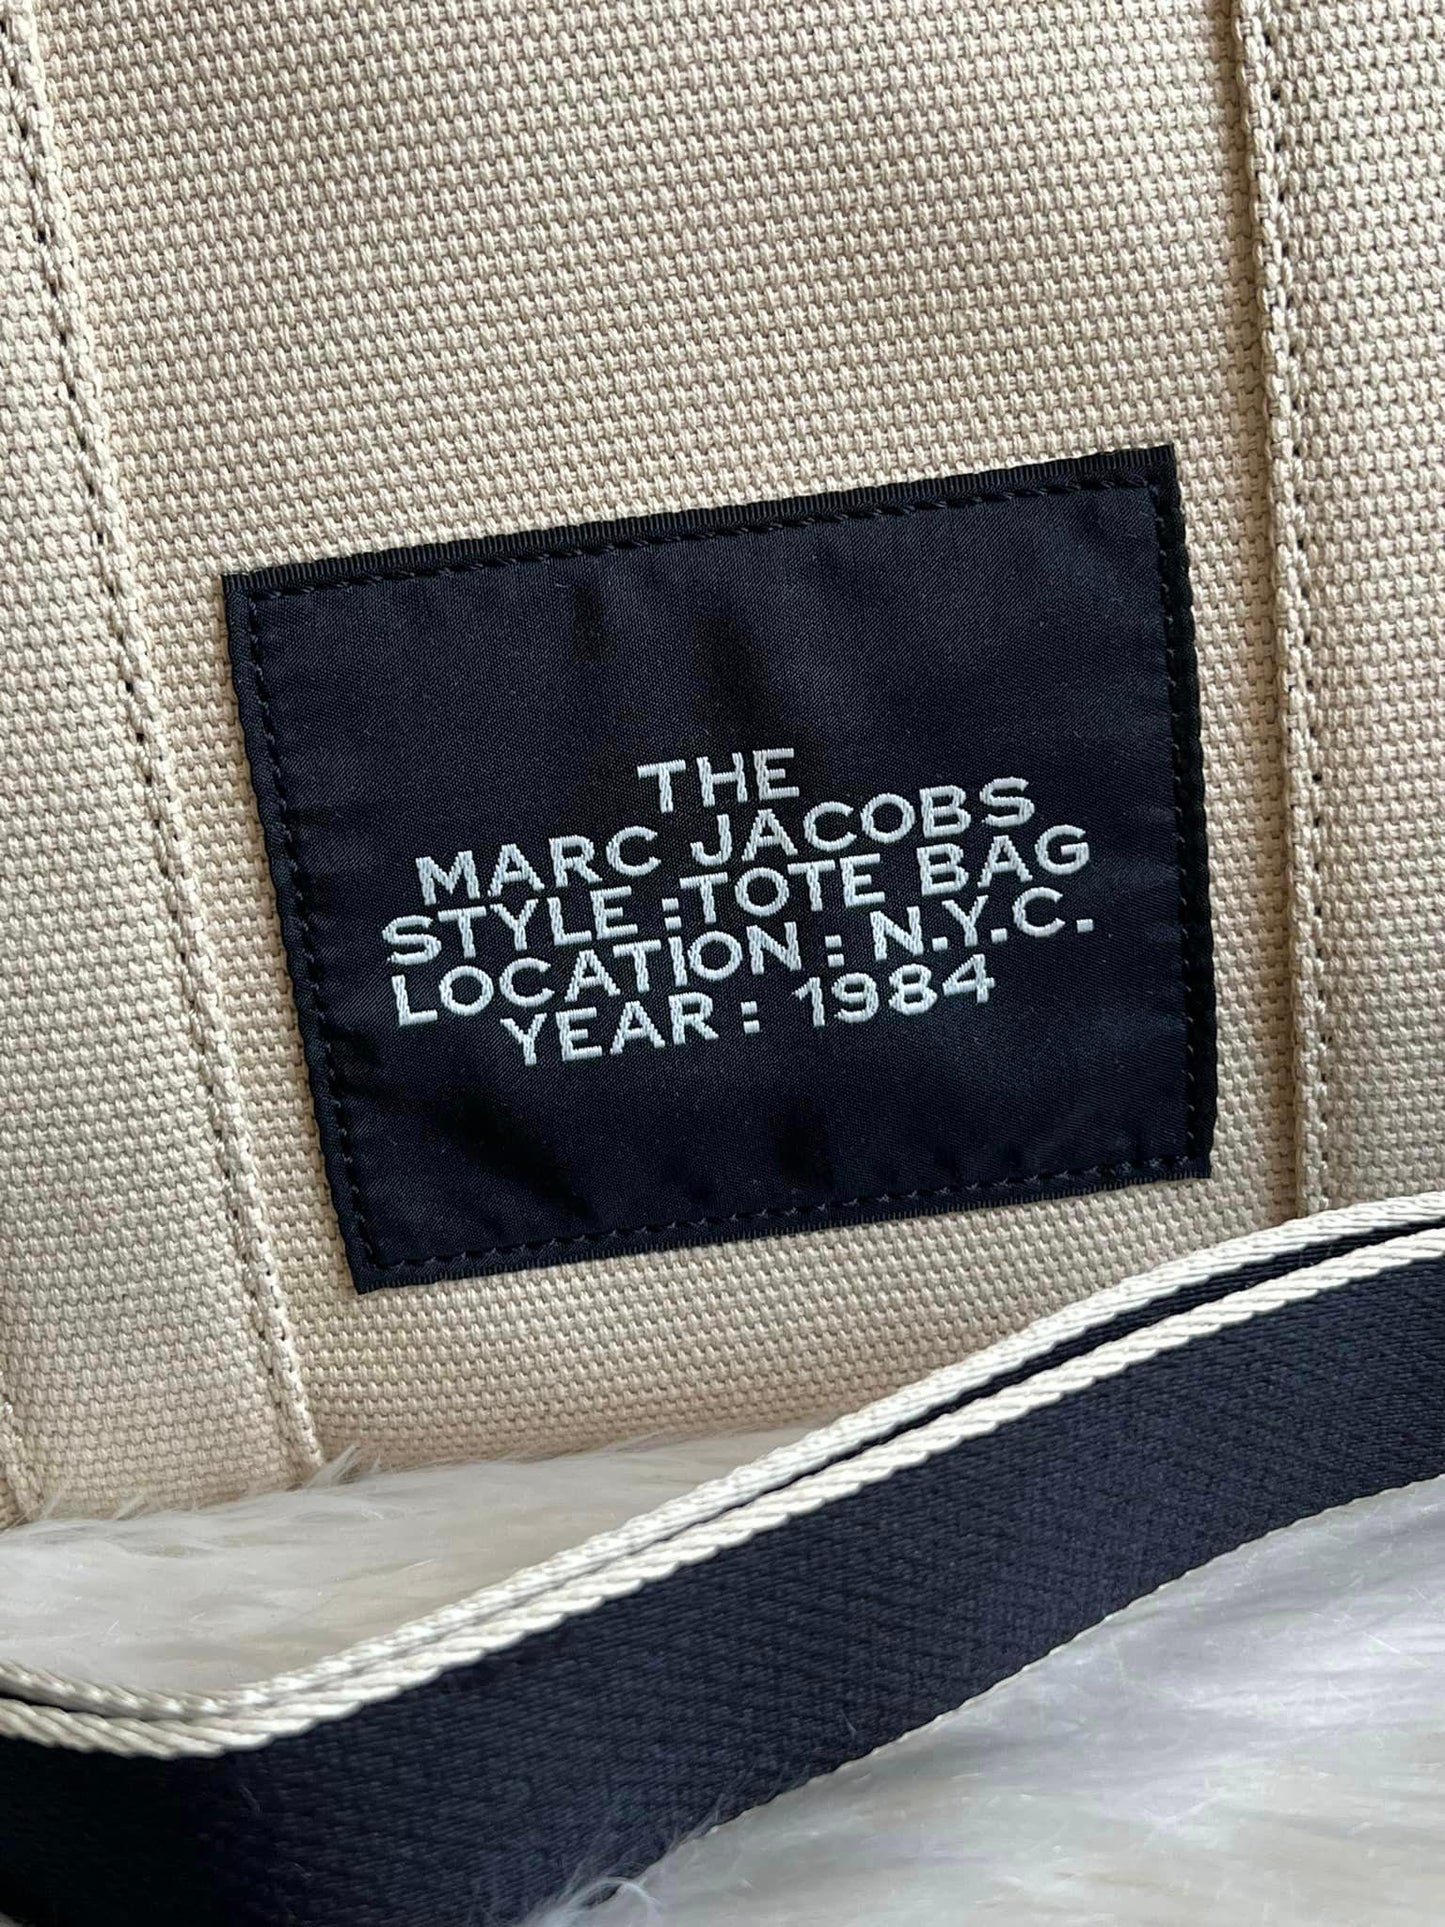 THE
MARC JACOBS
STYLE :TOTE BAG
LOCATION : N.Y.C.
YEAR : 1984